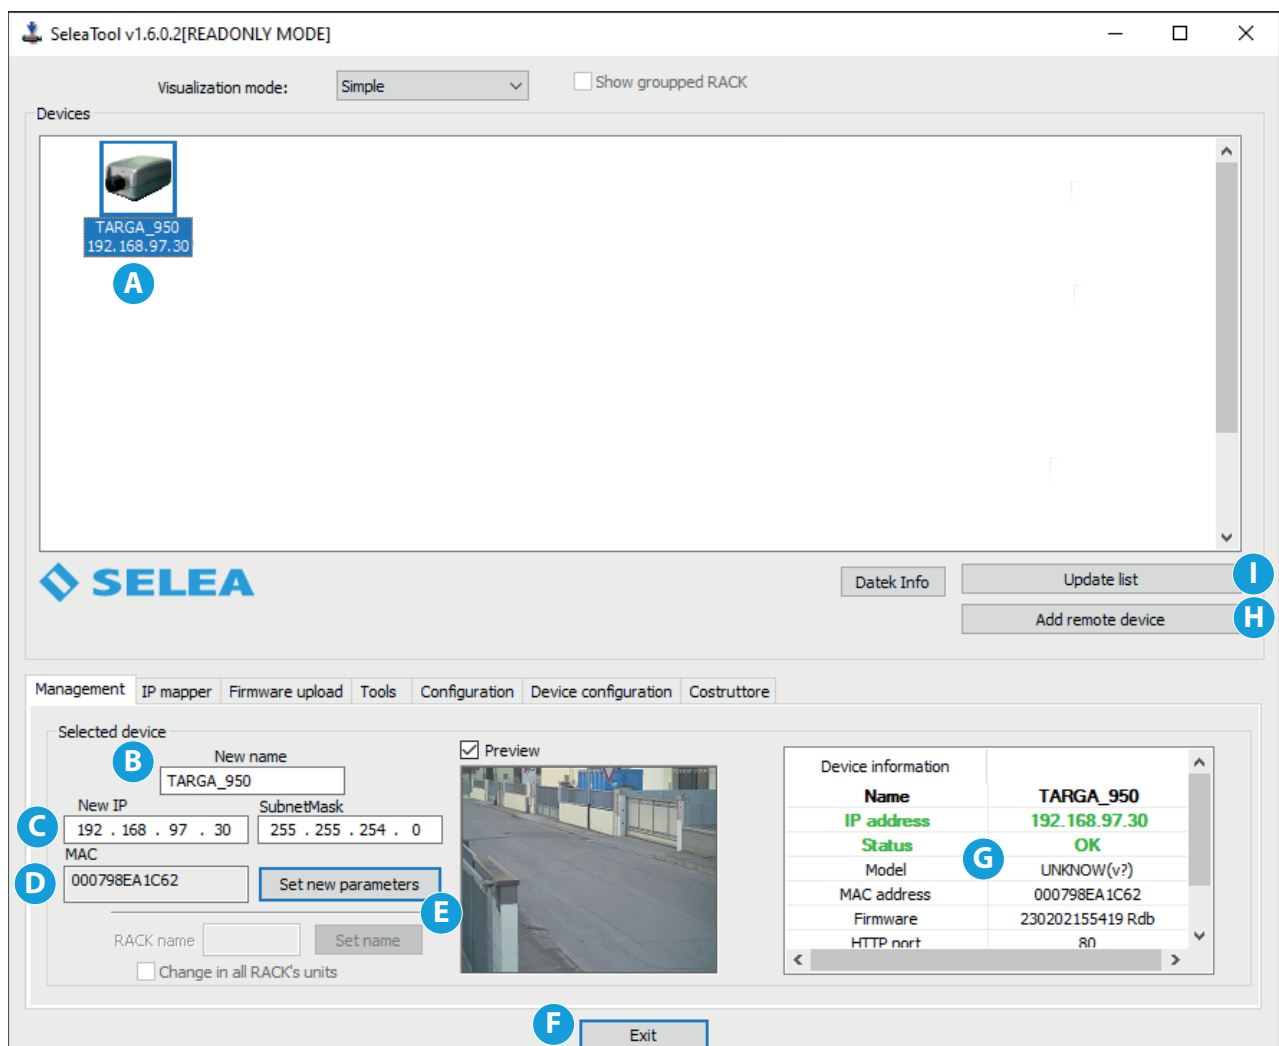 SeleaTool v1.6.0.2[READONLY MODE]
Visualization mode: Simple Show groupped RACK
Devices
TARGA_950
192.168.97.30
A
SELEA
Datek Info Update list I
Add remote device H
Management IP mapper Firmware upload Tools Configuration Device configuration Costruttore
Selected device
B New name
TARGA_950
New IP SubnetMask
C 192 . 168 . 97 . 30 255 . 255 . 254 . 0
MAC
D 000798EA1C62 Set new parameters
E
RACK name Set name
Change in all RACK's units
Preview
Device information
Name TARGA_950
IP address 192.168.97.30
Status OK
G
Model UNKNOW(v?)
MAC address 000798EA1C62
Firmware 230202155419 Rdb
HTTP port 80
F Exit